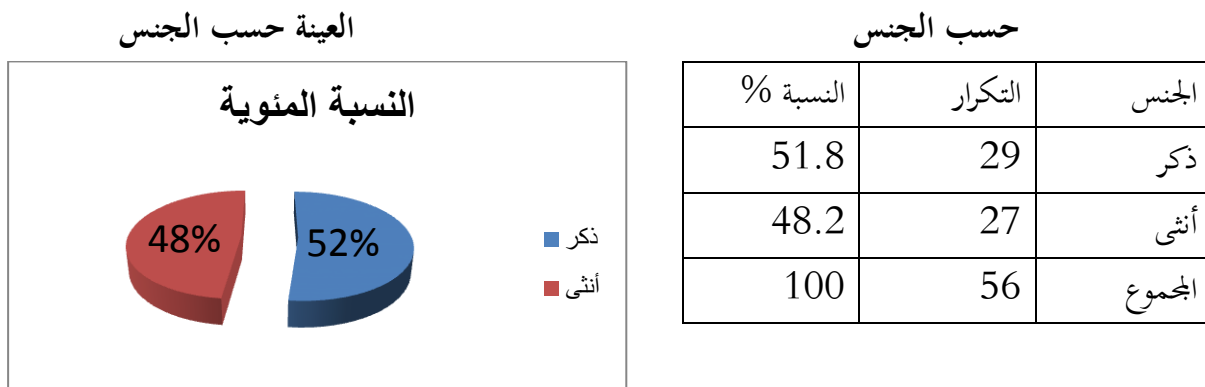 حسب الجنس
الجنس التكرار النسبة %
ذكر 29 51.8
أنثى 27 48.2
المجموع 56 100
العينة حسب الجنس
النسبة المئوية
52%
48%
ذكر
أنثى